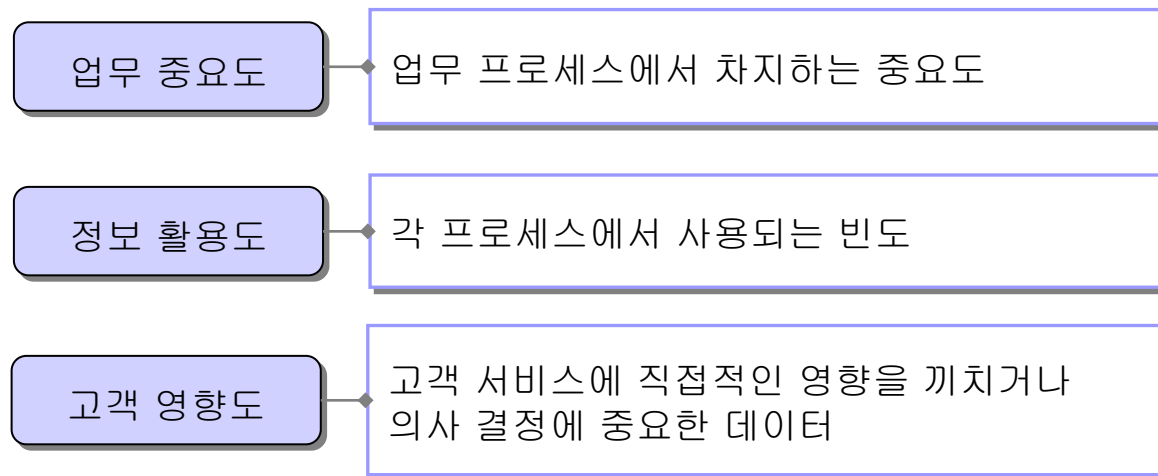 업무 중요도
업무 프로세스에서 차지하는 중요도
정보 활용도
각 프로세스에서 사용되는 빈도
고객 영향도
고객 서비스에 직접적인 영향을 끼치거나
의사 결정에 중요한 데이터